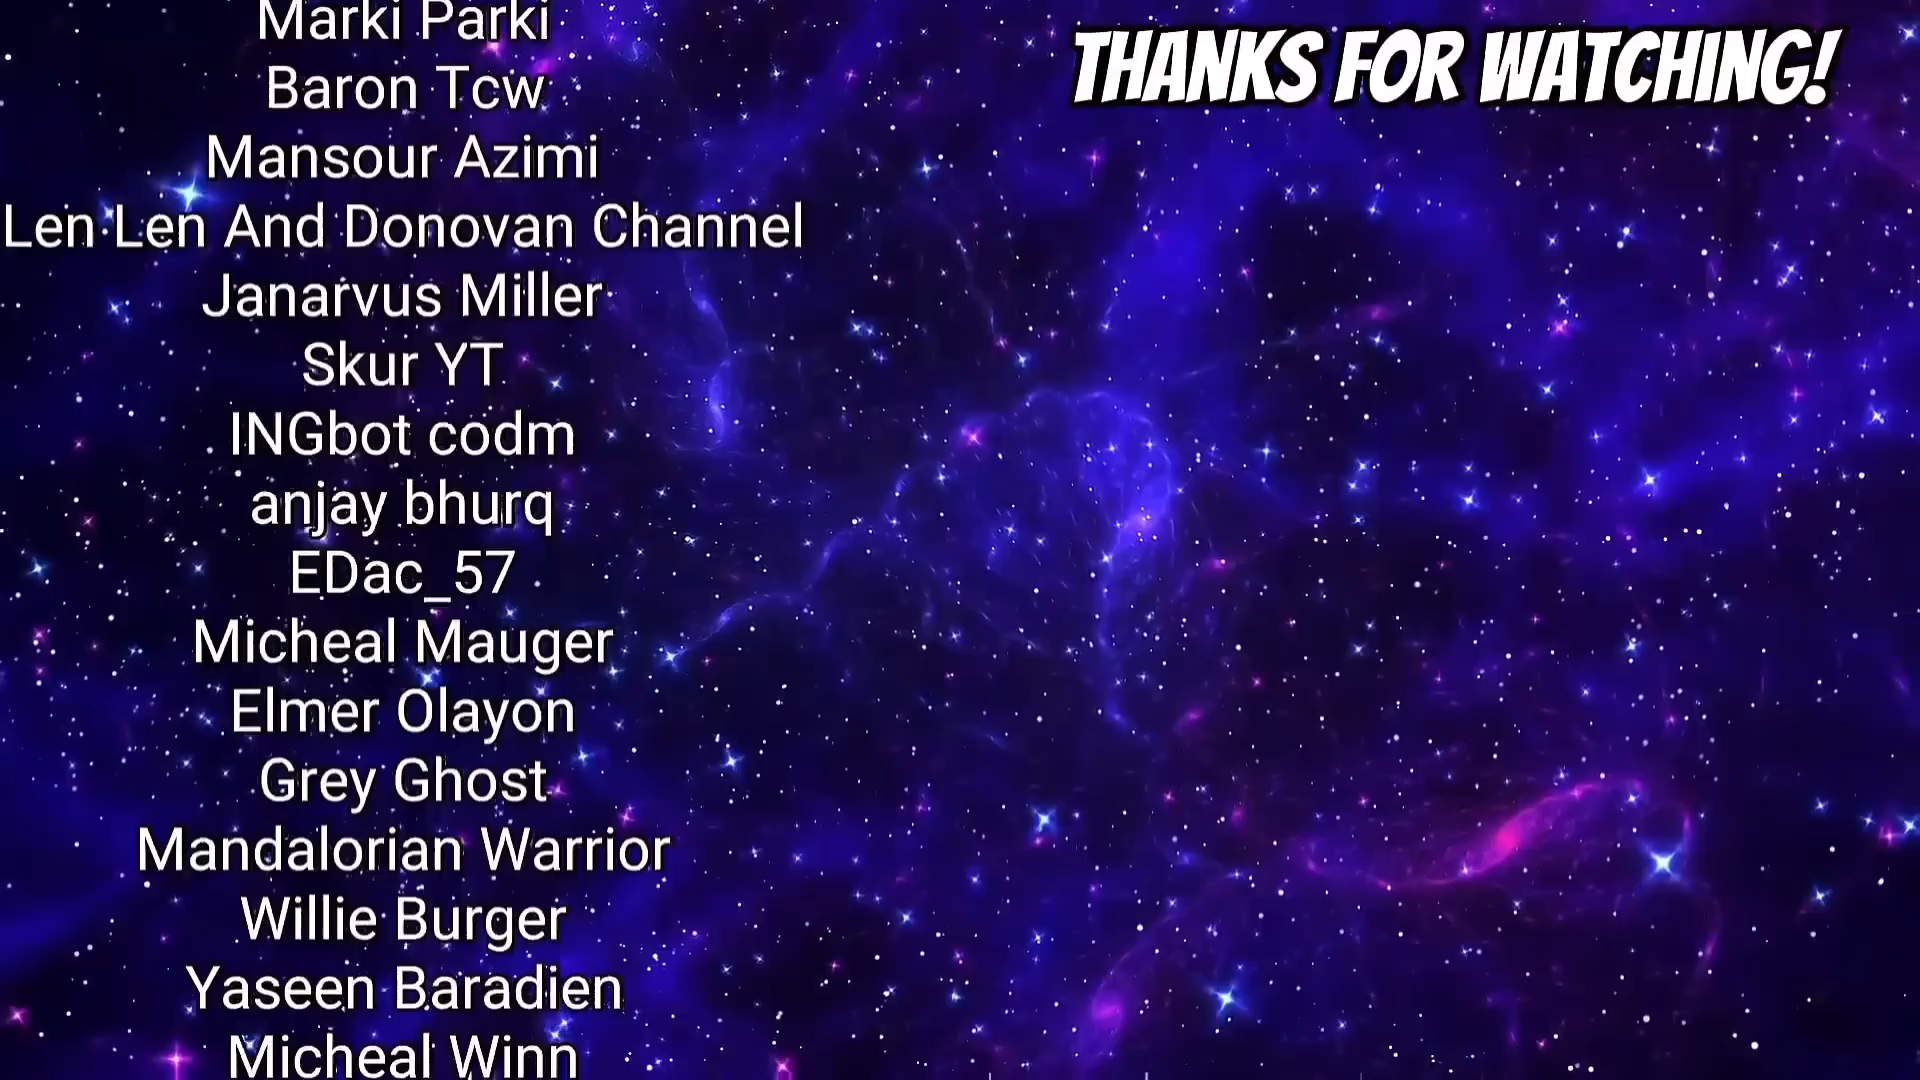 Marki Parki
Baron Tcw
Mansour Azimi
Len Len And Donovan Channel
Janarvus Miller
Skur YT
INGbot codm
anjay bhurq
EDac_57
Micheal Mauger
Elmer Olayon
Grey Ghost
Mandalorian Warrior
Willie Burger
Yaseen Baradien
Micheal Winn
THANKS FOR WATCHING!